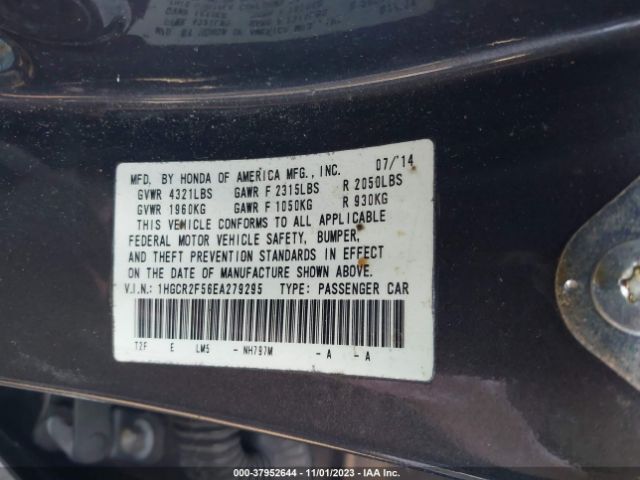 MFD. BY HONDA OF AMERICA MFG., INC. 07/'14
GVWR 4321LBS GAWR F 2315LBS R 2050LBS
GVWR 1960KG GAWR F 1050KG R 930KG
THIS VEHICLE CONFORMS TO ALL APPLICABLE
FEDERAL MOTOR VEHICLE SAFETY, BUMPER,
AND THEFT PREVENTION STANDARDS IN EFFECT
ON THE DATE OF MANUFACTURE SHOWN ABOVE.
V.I.N.: 1HGCR2F56EA279295 TYPE: PASSENGER CAR
T2F E LM5 -NH797M -A -A
000-37952644 - 11/01/2023 - IAA Inc.